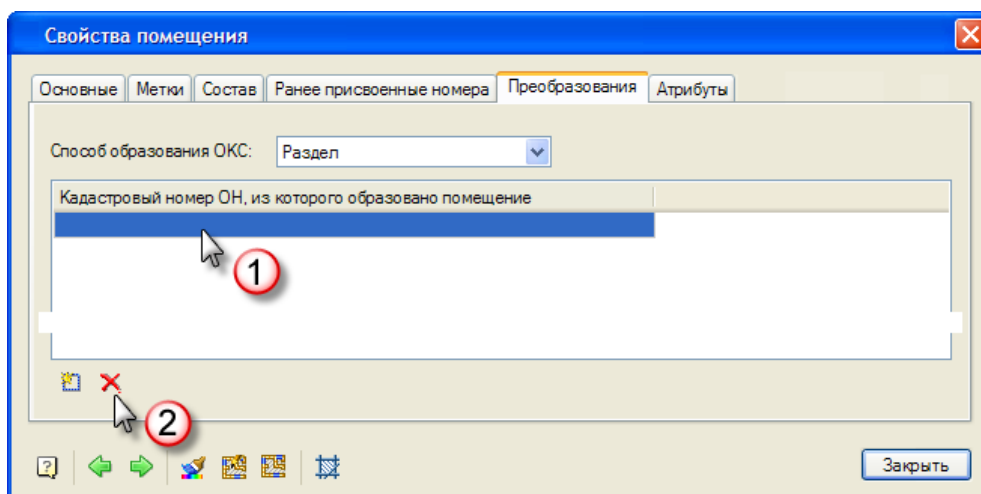 Свойства помещения
Основные Метки Состав Ранее присвоенные номера Преобразования Атрибуты
Способ образования ОКС: Раздел
Кадастровый номер ОН, из которого образовано помещение
1
2
? Закрыть